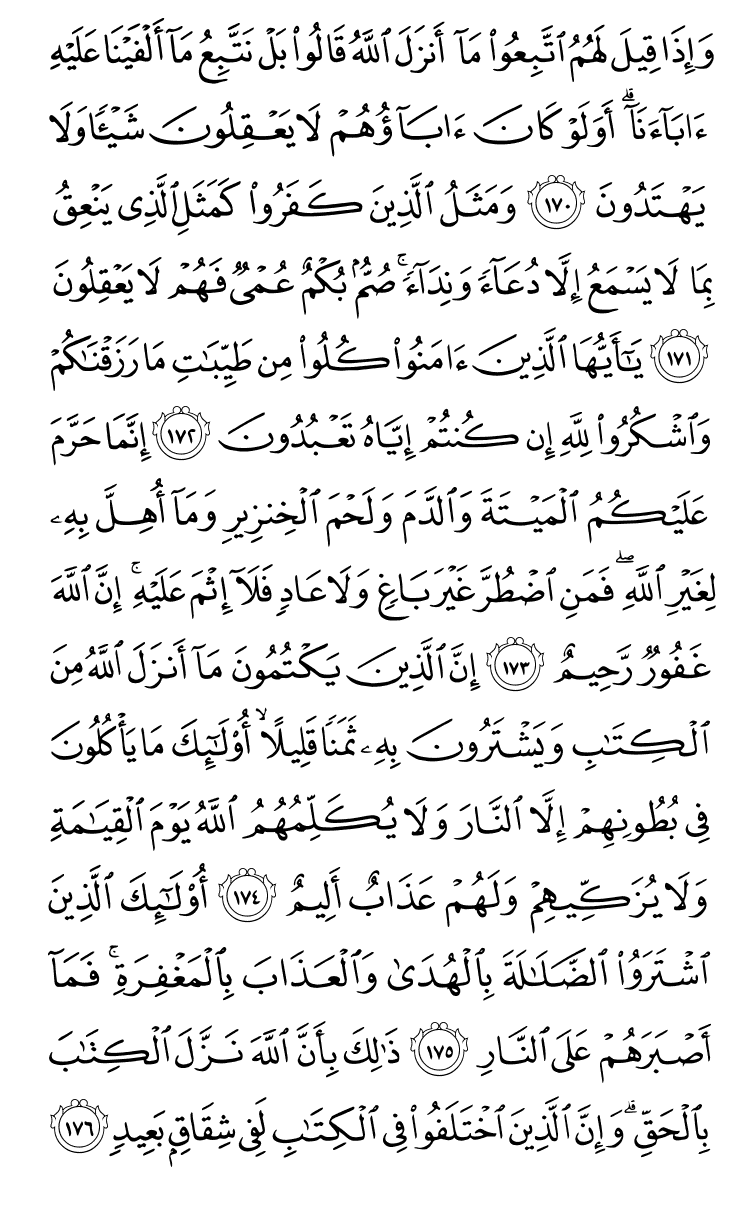 وَإِذَا قِيلَ لَهُمُ ٱتَّبِعُوا۟ مَآ أَنزَلَ ٱللَّهُ قَالُوا۟ بَلْ نَتَّبِعُ مَآ أَلْفَيْنَا عَلَيْهِ
ءَابَآءَنَآ ۗ أَوَلَوْ كَانَ ءَابَآؤُهُمْ لَا يَعْقِلُونَ شَيْـًٔا وَلَا
يَهْتَدُونَ ١٧٠ وَمَثَلُ ٱلَّذِينَ كَفَرُوا۟ كَمَثَلِ ٱلَّذِى يَنْعِقُ
بِمَا لَا يَسْمَعُ إِلَّا دُعَآءً وَنِدَآءً ۚ صُمٌّۢ بُكْمٌ عُمْىٌ فَهُمْ لَا يَعْقِلُونَ
١٧١ يَـٰٓأَيُّهَا ٱلَّذِينَ ءَامَنُوا۟ كُلُوا۟ مِن طَيِّبَـٰتِ مَا رَزَقْنَـٰكُمْ
وَٱشْكُرُوا۟ لِلَّهِ إِن كُنتُمْ إِيَّاهُ تَعْبُدُونَ ١٧٢ إِنَّمَا حَرَّمَ
عَلَيْكُمُ ٱلْمَيْتَةَ وَٱلدَّمَ وَلَحْمَ ٱلْخِنزِيرِ وَمَآ أُهِلَّ بِهِۦ
لِغَيْرِ ٱللَّهِ ۖ فَمَنِ ٱضْطُرَّ غَيْرَ بَاغٍ وَلَا عَادٍ فَلَآ إِثْمَ عَلَيْهِ ۚ إِنَّ ٱللَّهَ
غَفُورٌ رَّحِيمٌ ١٧٣ إِنَّ ٱلَّذِينَ يَكْتُمُونَ مَآ أَنزَلَ ٱللَّهُ مِنَ
ٱلْكِتَـٰبِ وَيَشْتَرُونَ بِهِۦ ثَمَنًا قَلِيلًا ۙ أُو۟لَـٰٓئِكَ مَا يَأْكُلُونَ
فِى بُطُونِهِمْ إِلَّا ٱلنَّارَ وَلَا يُكَلِّمُهُمُ ٱللَّهُ يَوْمَ ٱلْقِيَـٰمَةِ
وَلَا يُزَكِّيهِمْ وَلَهُمْ عَذَابٌ أَلِيمٌ ١٧٤ أُو۟لَـٰٓئِكَ ٱلَّذِينَ
ٱشْتَرَوُا۟ ٱلضَّلَـٰلَةَ بِٱلْهُدَىٰ وَٱلْعَذَابَ بِٱلْمَغْفِرَةِ ۚ فَمَآ
أَصْبَرَهُمْ عَلَى ٱلنَّارِ ١٧٥ ذَٰلِكَ بِأَنَّ ٱللَّهَ نَزَّلَ ٱلْكِتَـٰبَ
بِٱلْحَقِّ ۗ وَإِنَّ ٱلَّذِينَ ٱخْتَلَفُوا۟ فِى ٱلْكِتَـٰبِ لَفِى شِقَاقٍۭ بَعِيدٍ ١٧٦